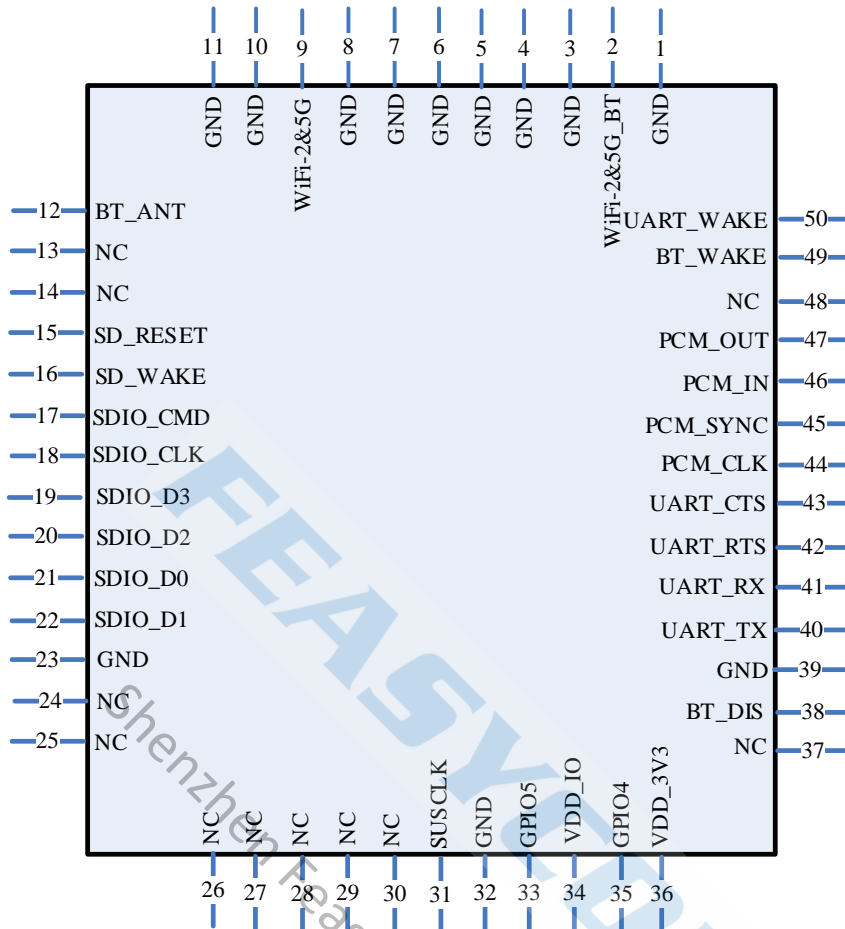 11 10 9 8 7 6 5 4 3 2 1
GND GND WiFi-2&5G GND GND GND GND GND GND WiFi-2&5G_BT GND
12 BT_ANT
UART_WAKE 50
13 NC
BT_WAKE 49
14 NC
NC 48
15 SD_RESET
PCM_OUT 47
16 SD_WAKE
PCM_IN 46
17 SDIO_CMD
PCM_SYNC 45
18 SDIO_CLK
PCM_CLK 44
19 SDIO_D3
UART_CTS 43
20 SDIO_D2
UART_RTS 42
21 SDIO_D0
UART_RX 41
22 SDIO_D1
UART_TX 40
23 GND
GND 39
24 NC
BT_DIS 38
25 NC
NC 37
NC NC NC NC NC SUSCLK GND GPIO5 VDD_IO GPIO4 VDD_3V3
26 27 28 29 30 31 32 33 34 35 36
FEASYCO
Shenzhen Feas